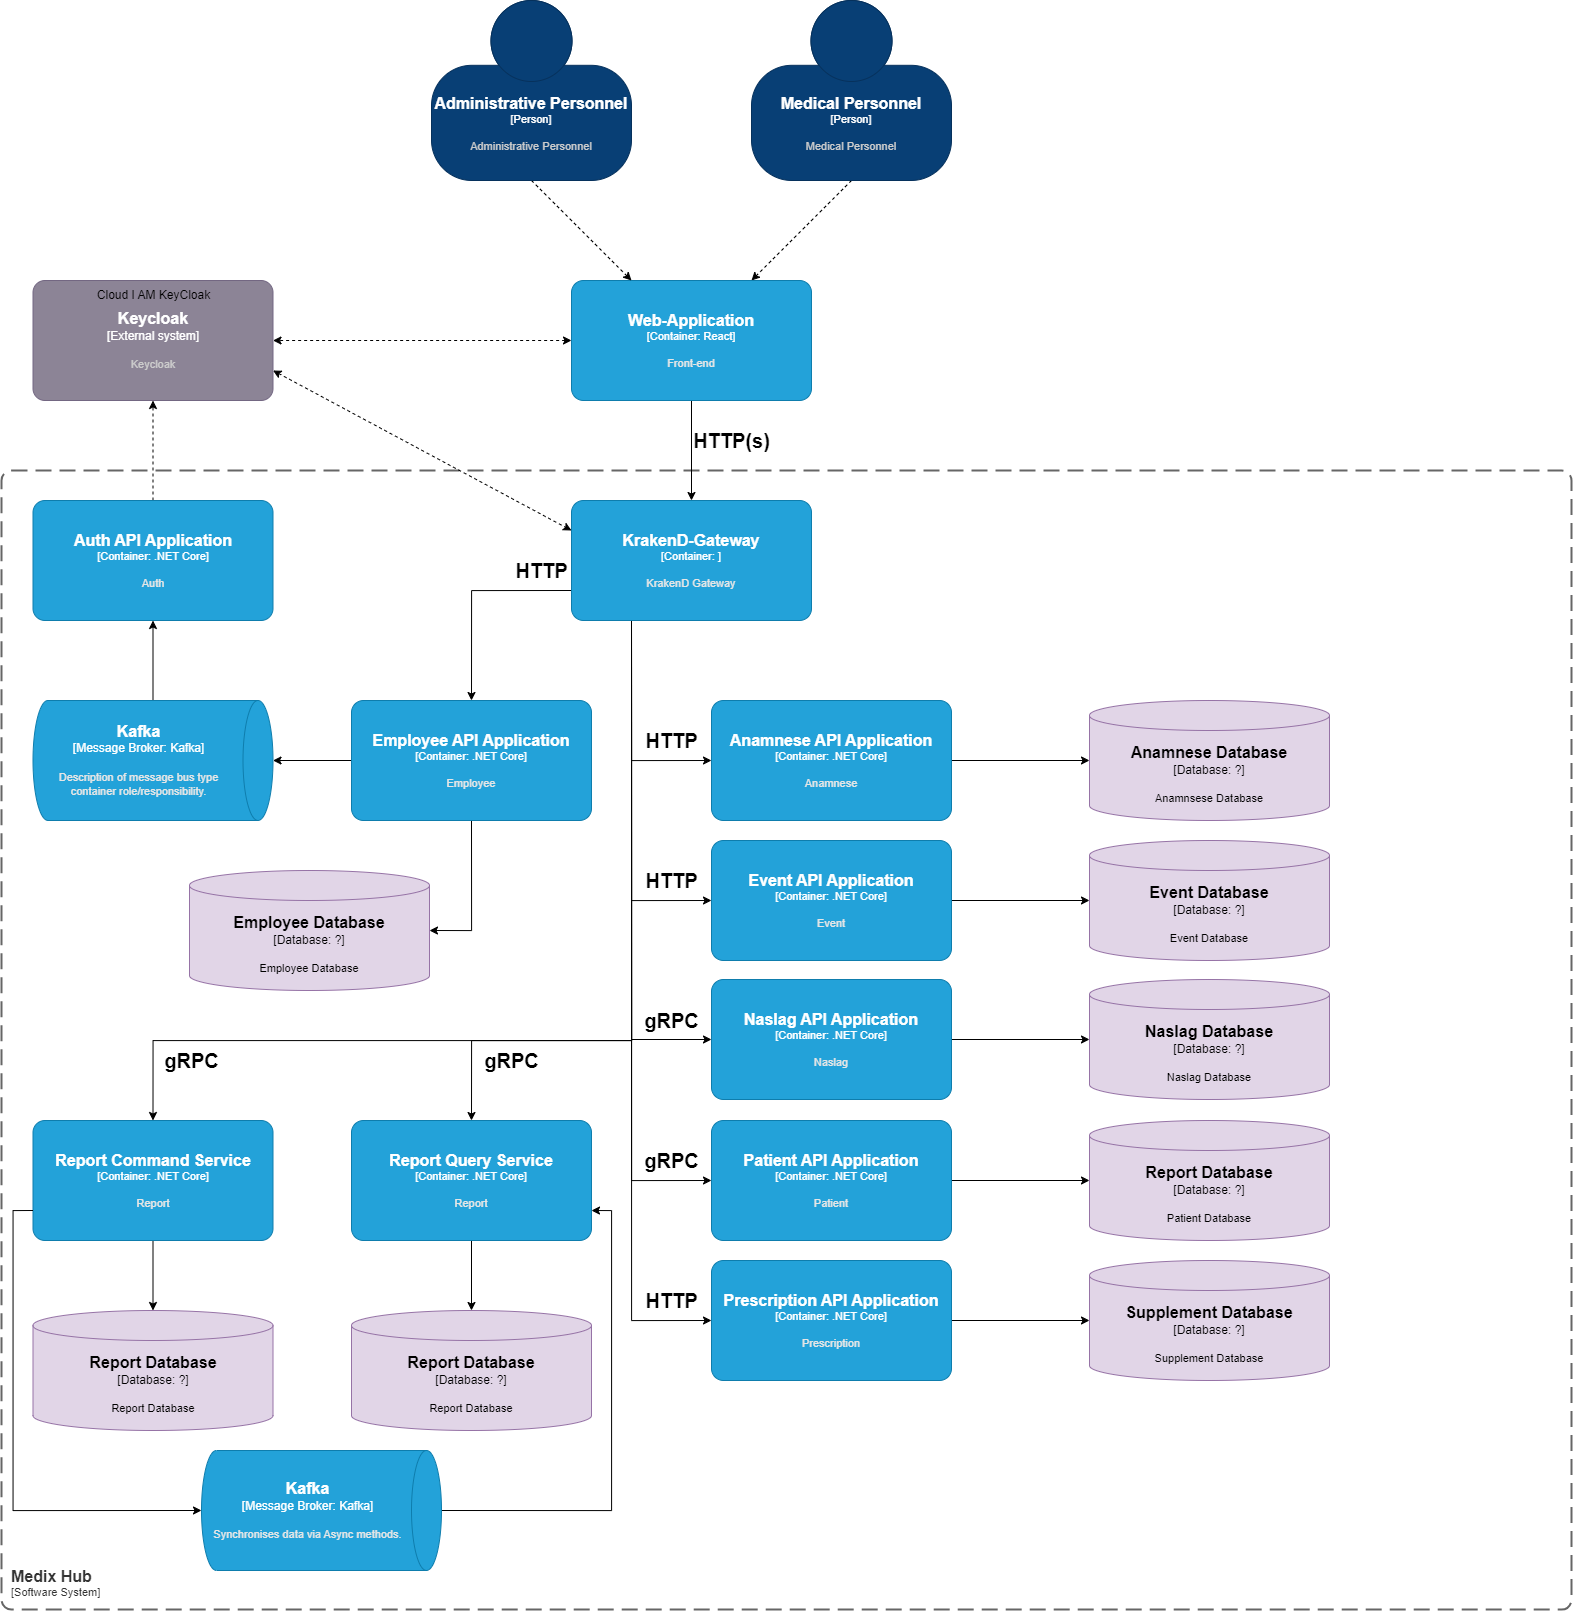 Administrative Personnel
[Person]
Administrative Personnel
Medical Personnel
[Person]
Medical Personnel
Cloud I AM KeyCloak
Keycloak
[External system]
Keycloak
Web-Application
[Container: React]
Front-end
HTTP(s)
Auth API Application
[Container: .NET Core]
Auth
KrakenD-Gateway
[Container: ]
KrakenD Gateway
HTTP
Kafka
[Message Broker: Kafka]
Description of message bus type
container role/responsibility.
Employee API Application
[Container: .NET Core]
Employee
HTTP
Anamnese API Application
[Container: .NET Core]
Anamnese
Anamnese Database
[Database: ?]
Anamnsese Database
Employee Database
[Database: ?]
Employee Database
HTTP
Event API Application
[Container: .NET Core]
Event
Event Database
[Database: ?]
Event Database
gRPC
Naslag API Application
[Container: .NET Core]
Naslag
Naslag Database
[Database: ?]
Naslag Database
gRPC
gRPC
Report Command Service
[Container: .NET Core]
Report
Report Query Service
[Container: .NET Core]
Report
gRPC
Patient API Application
[Container: .NET Core]
Patient
Report Database
[Database: ?]
Patient Database
HTTP
Prescription API Application
[Container: .NET Core]
Prescription
Supplement Database
[Database: ?]
Supplement Database
Report Database
[Database: ?]
Report Database
Report Database
[Database: ?]
Report Database
Kafka
[Message Broker: Kafka]
Synchronises data via Async methods.
Medix Hub
[Software System]